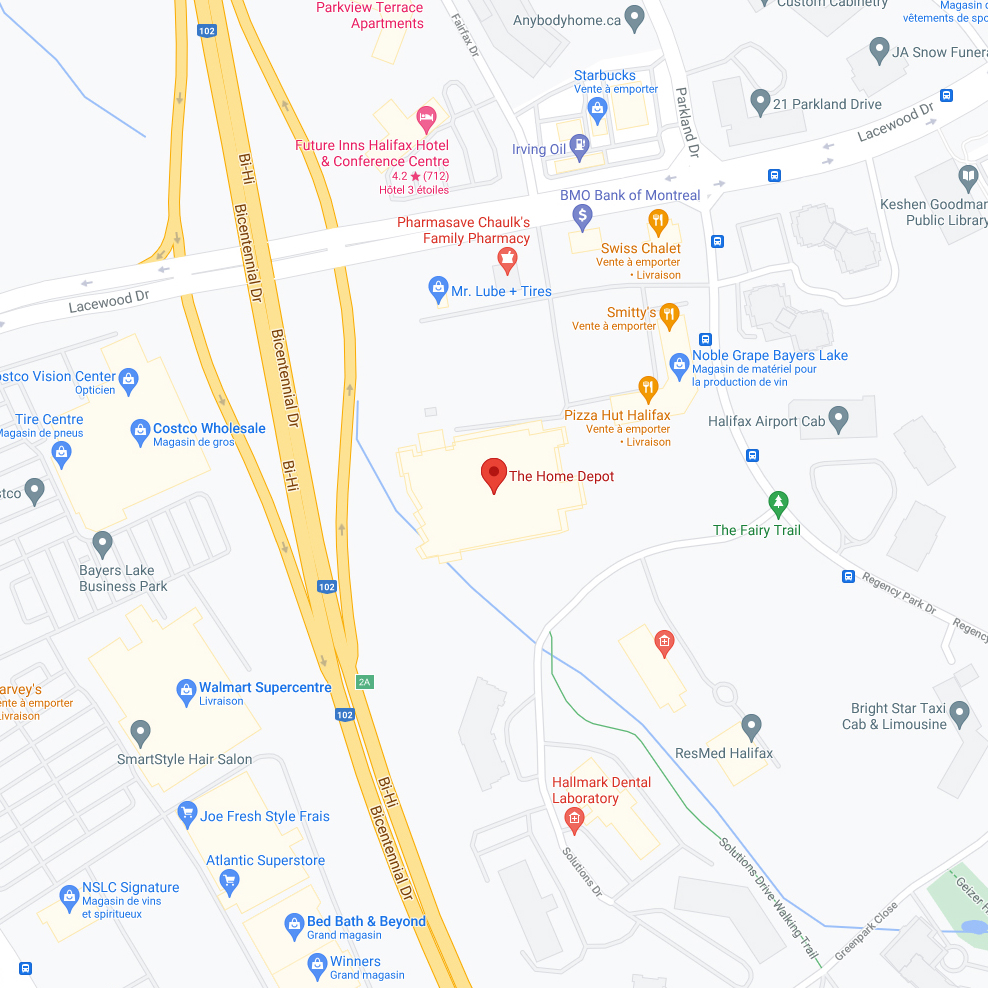 Parkview Terrace
Apartments
102
Fairfax Dr
Anybodyhome.ca
Custom Cabinetry
Magasin d
vêtements de spo
JA Snow Funera
Starbucks
Vente à emporter
21 Parkland Drive
Parkland Dr
Lacewood Dr
Future Inns Halifax Hotel
& Conference Centre
4.2 ★ (712)
Hôtel 3 étoiles
Irving Oil
Bi-Hi
BMO Bank of Montreal
Keshen Goodman
Public Library
Bicentennial Dr
Pharmasave Chaulk's
Family Pharmacy
Swiss Chalet
Vente à emporter
• Livraison
Lacewood Dr
Mr. Lube + Tires
Smitty's
Vente à emporter
Bicentennial Dr
Noble Grape Bayers Lake
Magasin de matériel pour
la production de vin
ostco Vision Center
Opticien
Tire Centre
Magasin de pneus
Costco Wholesale
Magasin de gros
Pizza Hut Halifax
Vente à emporter
• Livraison
Halifax Airport Cab
Bi-Hi
The Home Depot
stco
The Fairy Trail
Bayers Lake
Business Park
102
Regency Park Dr
Regency
2A
Walmart Supercentre
Livraison
arvey's
ente à emporter
Livraison
102
Bright Star Taxi
Cab & Limousine
SmartStyle Hair Salon
ResMed Halifax
Bi-Hi
Bicentennial Dr
Hallmark Dental
Laboratory
Joe Fresh Style Frais
Atlantic Superstore
Solutions Dr
Solutions-Drive-Walking-Trail
NSLC Signature
Magasin de vins
et spiritueux
Geizer H
Greenpark Close
Bed Bath & Beyond
Grand magasin
Winners
Grand magasin